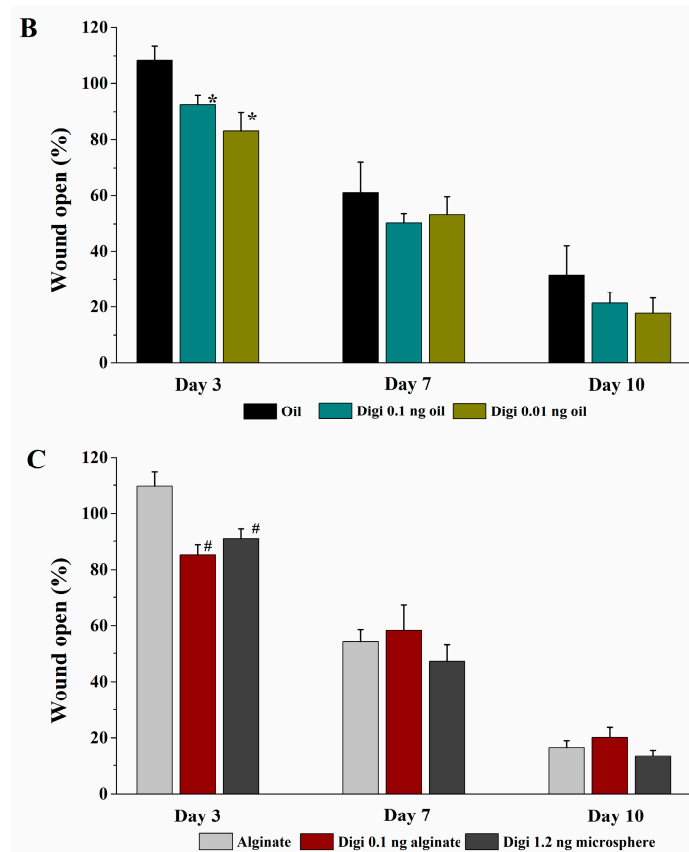 B
Wound open (%)
120
100
80
60
40
20
0
*
*
Day 3 Day 7 Day 10
Oil Digi 0.1 ng oil Digi 0.01 ng oil
C
Wound open (%)
120
100
80
60
40
20
0
#
#
Day 3 Day 7 Day 10
Alginate Digi 0.1 ng alginate Digi 1.2 ng microsphere